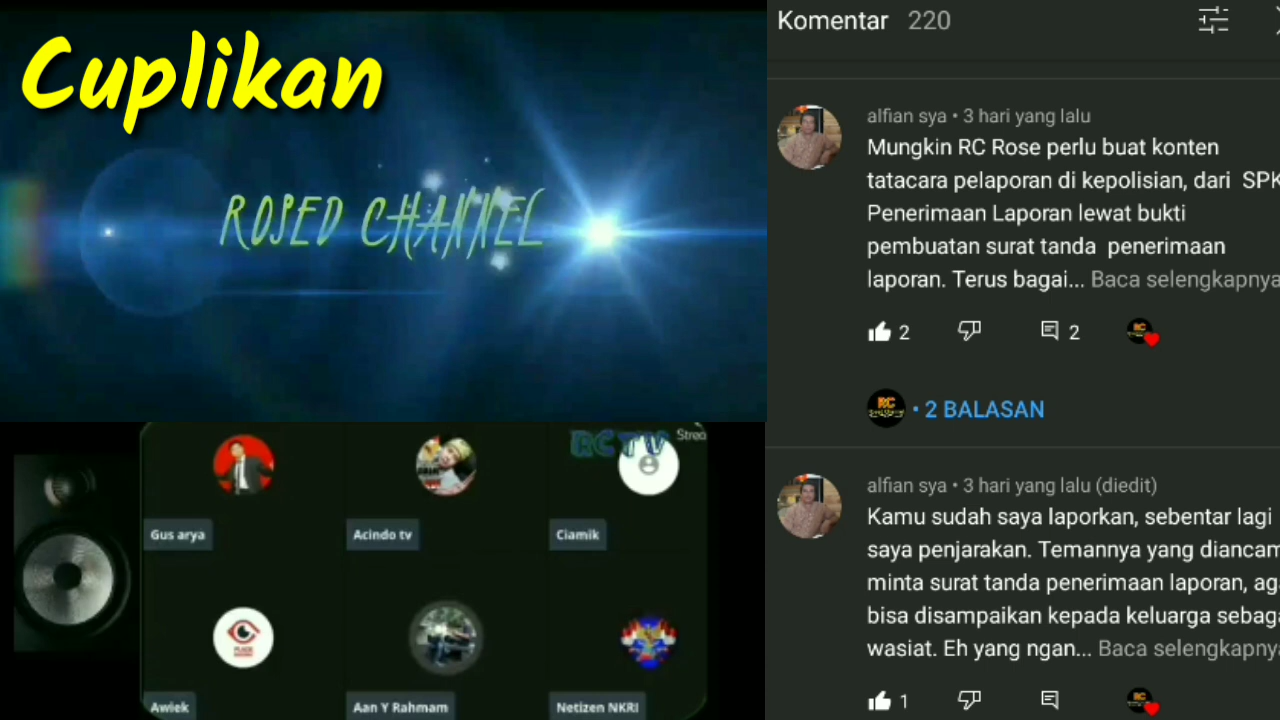 Cuplikan
ROSED CHANNEL
RCTV
Gus arya
Acindo tv
Ciamik
Awiek
Aan Y Rahmam
Netizen NKRI
Komentar 220
alfian sya • 3 hari yang lalu
Mungkin RC Rose perlu buat konten
tatacara pelaporan di kepolisian, dari SPK
Penerimaan Laporan lewat bukti
pembuatan surat tanda penerimaan
laporan. Terus bagai... Baca selengkapnya
2
2
RC
• 2 BALASAN
alfian sya • 3 hari yang lalu (diedit)
Kamu sudah saya laporkan, sebentar lagi
saya penjarakan. Temannya yang diancam
minta surat tanda penerimaan laporan, aga
bisa disampaikan kepada keluarga sebaga
wasiat. Eh yang ngan... Baca selengkapnya
1